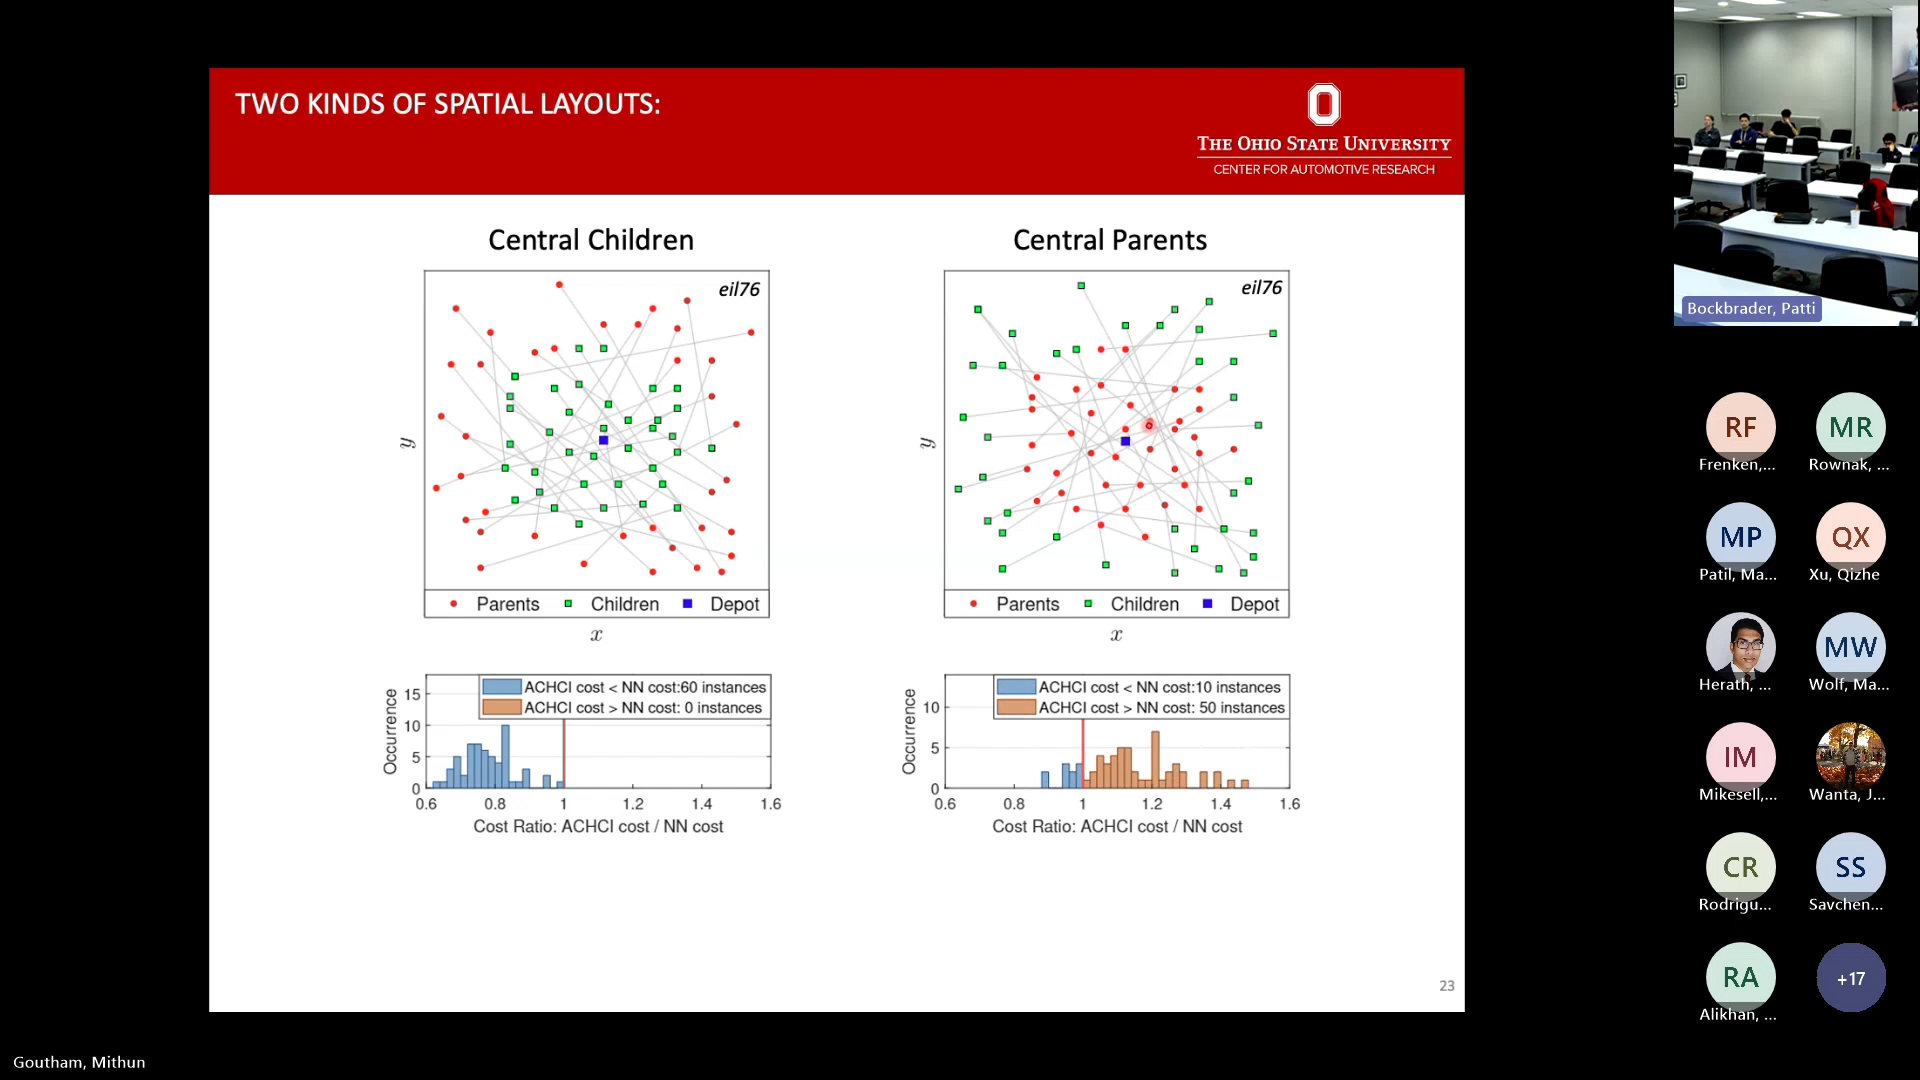 TWO KINDS OF SPATIAL LAYOUTS:
THE OHIO STATE UNIVERSITY
CENTER FOR AUTOMOTIVE RESEARCH
Central Children
eil76
y
Parents
Children
Depot
x
ACHCI cost < NN cost:60 instances
ACHCI cost > NN cost: 0 instances
Occurrence
15
10
5
0
0.6
0.8
1
1.2
1.4
1.6
Cost Ratio: ACHCI cost / NN cost
Central Parents
eil76
y
Parents
Children
Depot
x
ACHCI cost < NN cost:10 instances
ACHCI cost > NN cost: 50 instances
Occurrence
10
5
0
0.6
0.8
1
1.2
1.4
1.6
Cost Ratio: ACHCI cost / NN cost
23
Bockbrader, Patti
RF
Frenken,...
MR
Rownak, ...
MP
Patil, Ma...
QX
Xu, Qizhe
Herath, ...
MW
Wolf, Ma...
IM
Mikesell,...
Wanta, J...
CR
Rodrigu...
SS
Savchen...
RA
Alikhan, ...
+17
Goutham, Mithun